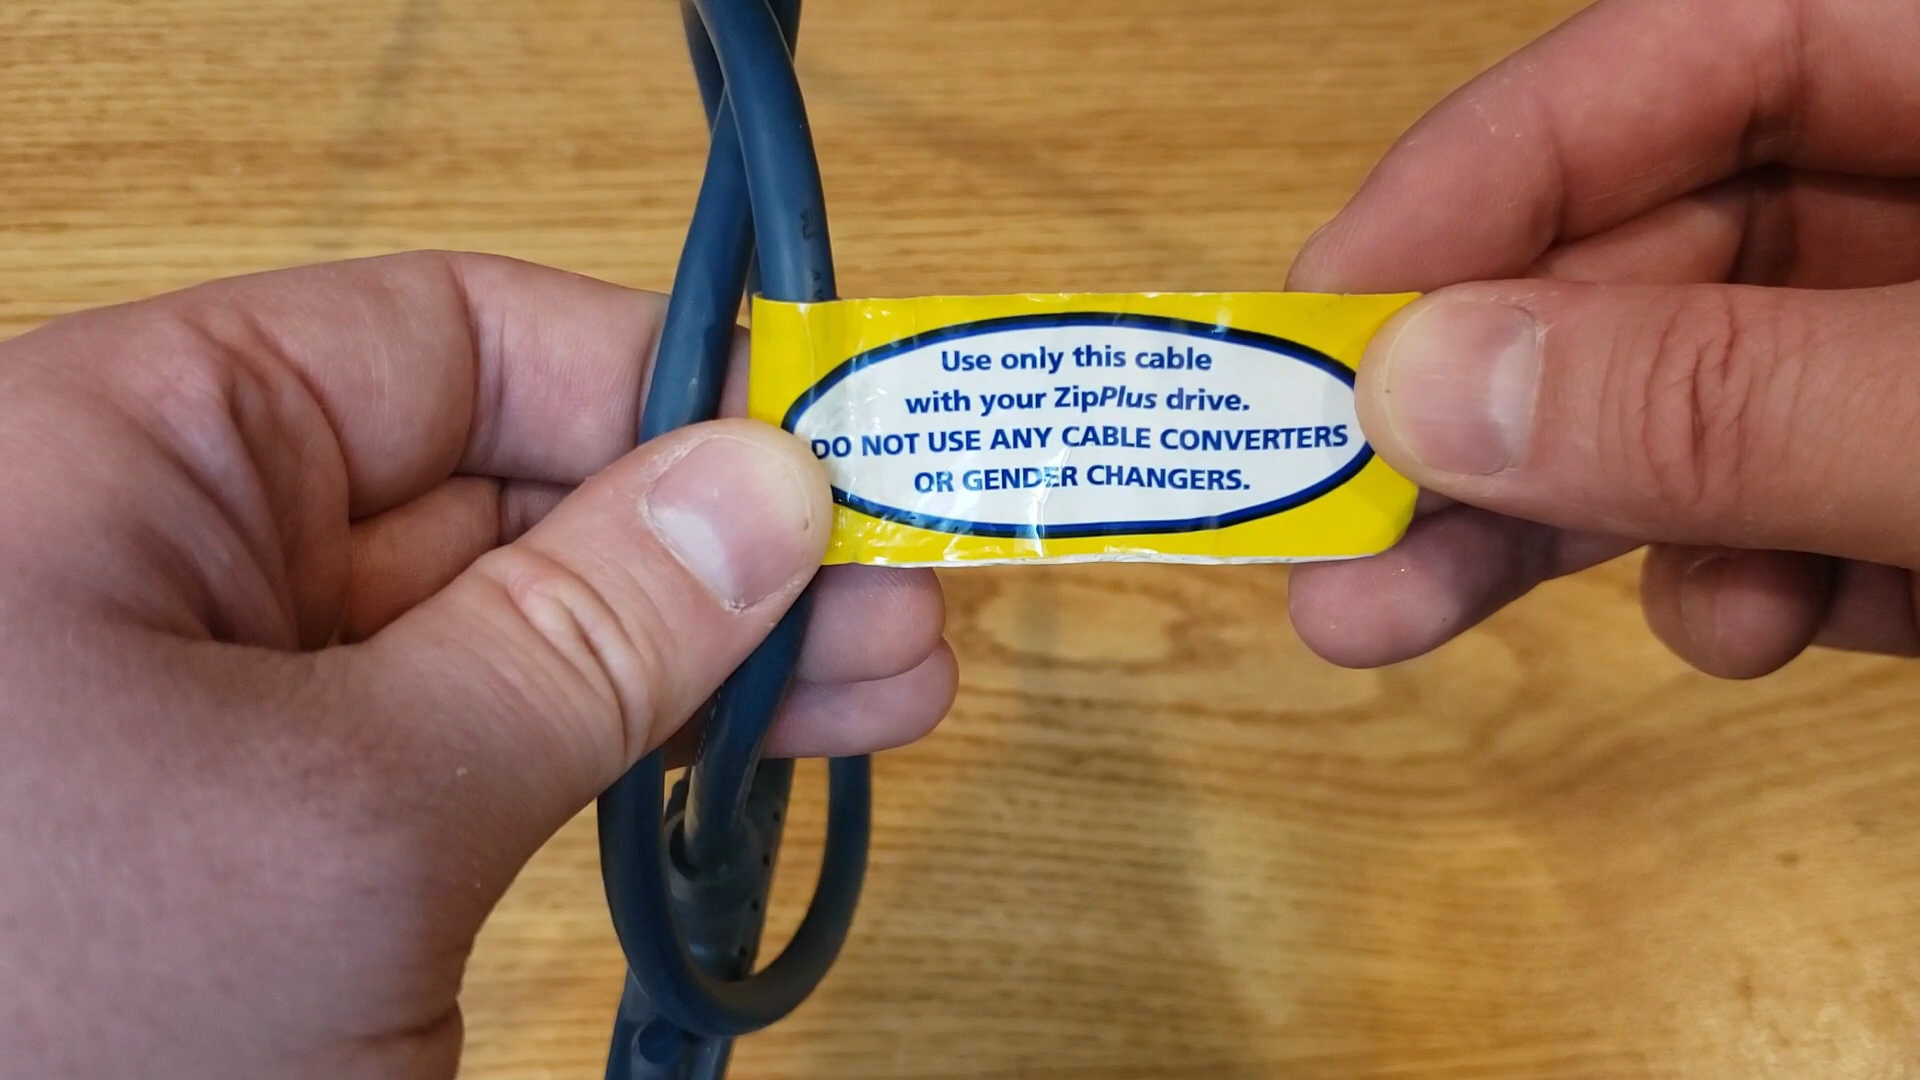 Use only this cable
with your ZipPlus drive.
DO NOT USE ANY CABLE CONVERTERS
OR GENDER CHANGERS.